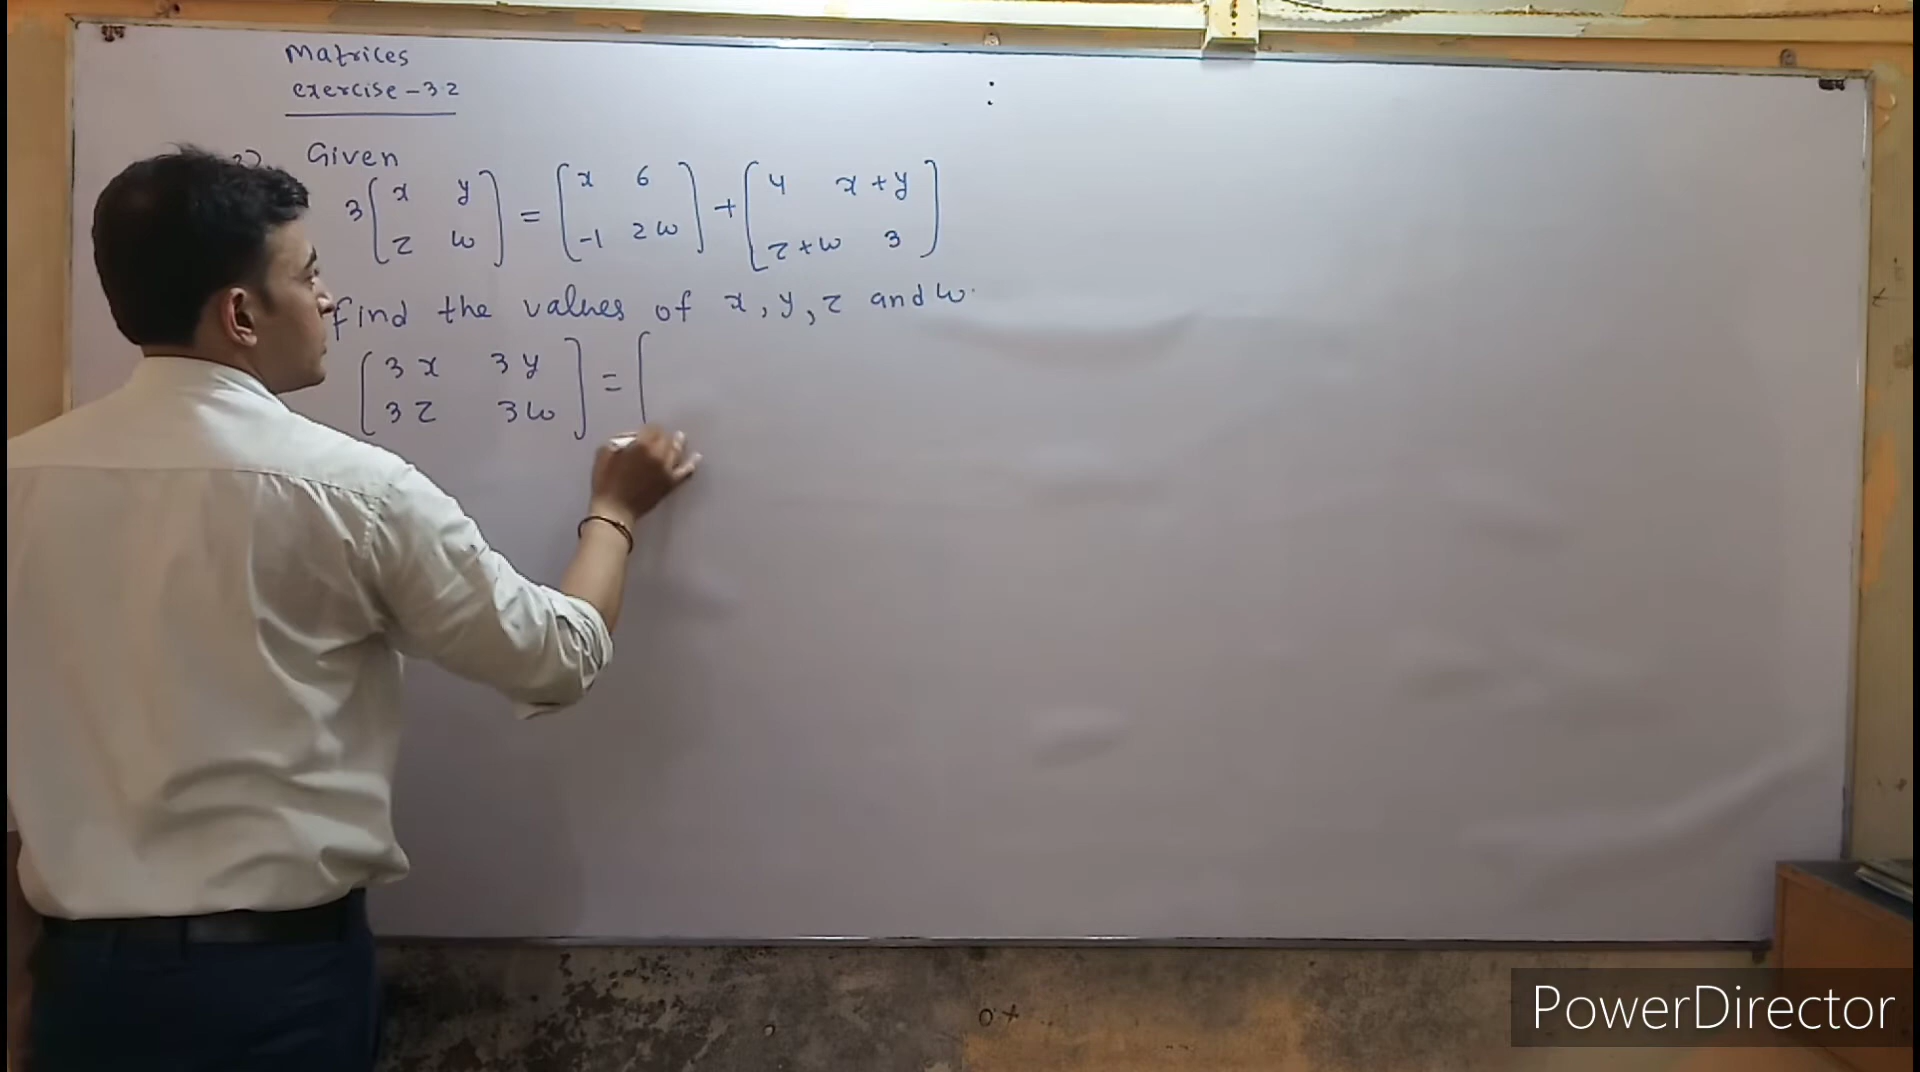 शुभ
Matrices
exercise - 3.2
Given
3 [ x y ] = [ x 6 ] + [ 4 x + y ]
[ z w ] [ -1 2w ] [ z + w 3 ]
find the values of x, y, z and w.
[ 3x 3y ] = [
[ 3z 3w ]
PowerDirector